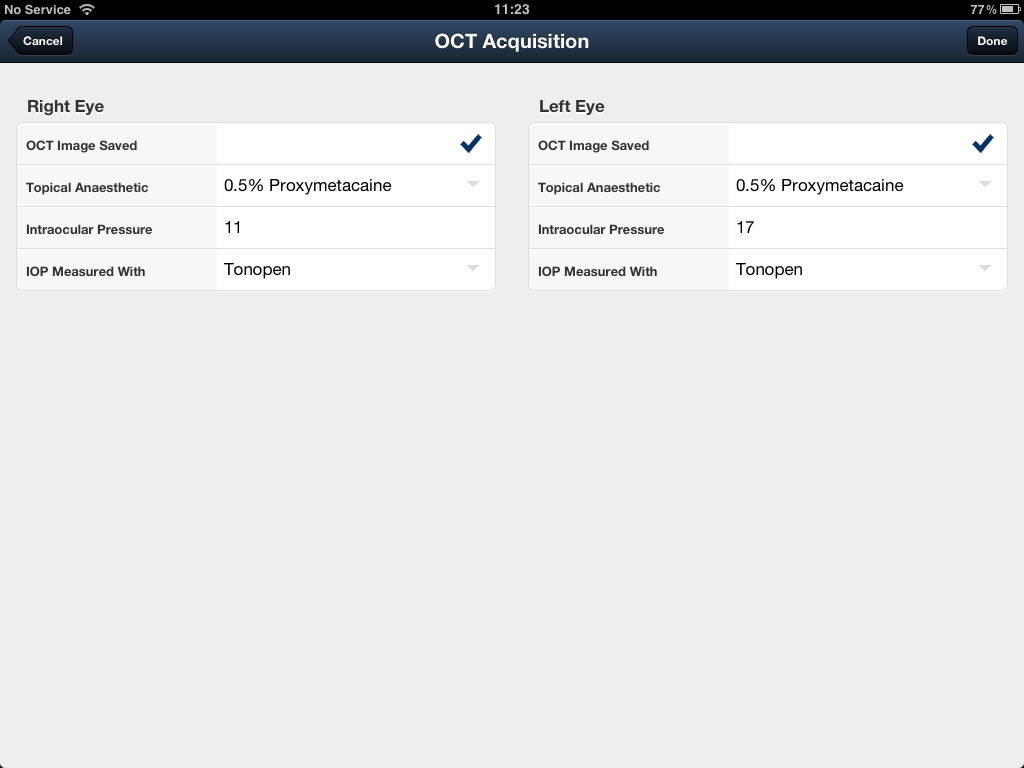 No Service 11:23 77%
Cancel OCT Acquisition Done
Right Eye
OCT Image Saved
Topical Anaesthetic 0.5% Proxymetacaine
Intraocular Pressure 11
IOP Measured With Tonopen
Left Eye
OCT Image Saved
Topical Anaesthetic 0.5% Proxymetacaine
Intraocular Pressure 17
IOP Measured With Tonopen